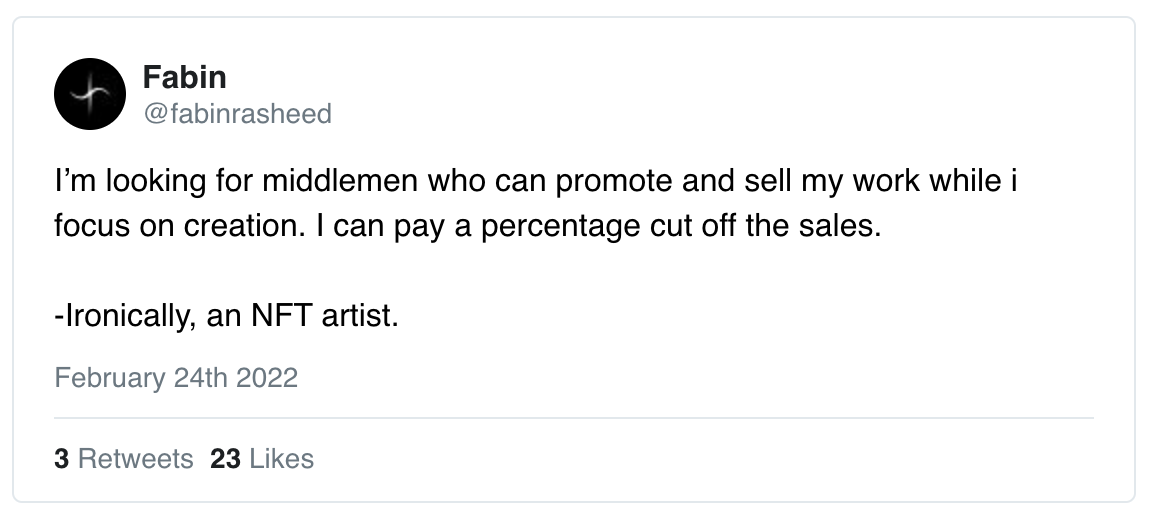 Fabin
@fabinrasheed
I’m looking for middlemen who can promote and sell my work while i
focus on creation. I can pay a percentage cut off the sales.
-Ironically, an NFT artist.
February 24th 2022
3 Retweets 23 Likes